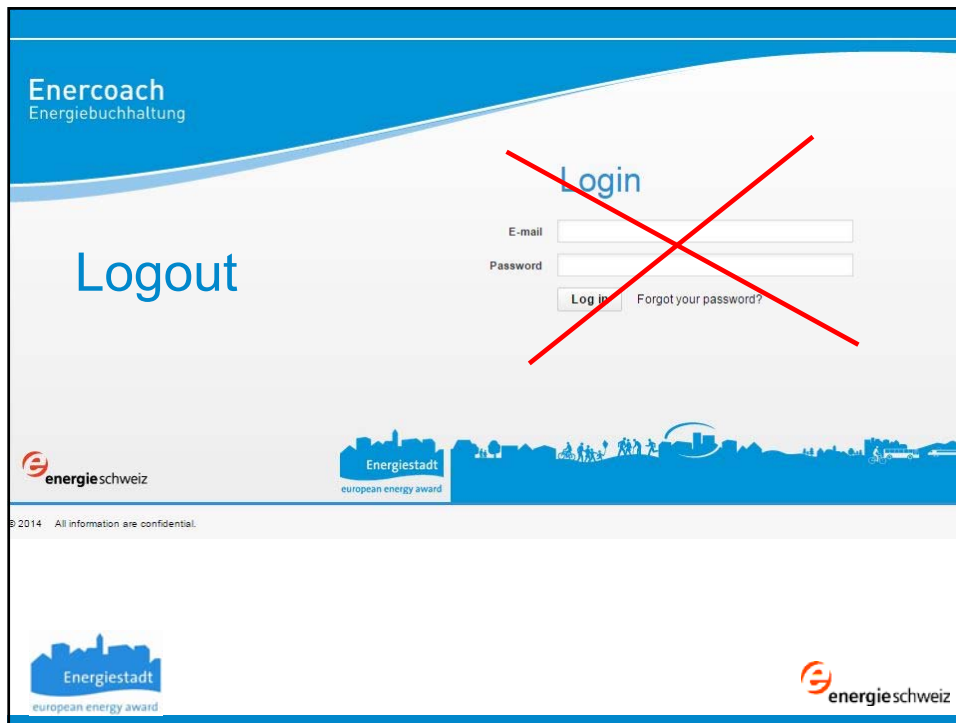 Enercoach
Energiebuchhaltung
Login
E-mail
Password
Logout
Log in Forgot your password?
energieschweiz
Energiestadt
european energy award
© 2014 All information are confidential.
Energiestadt
european energy award
energieschweiz